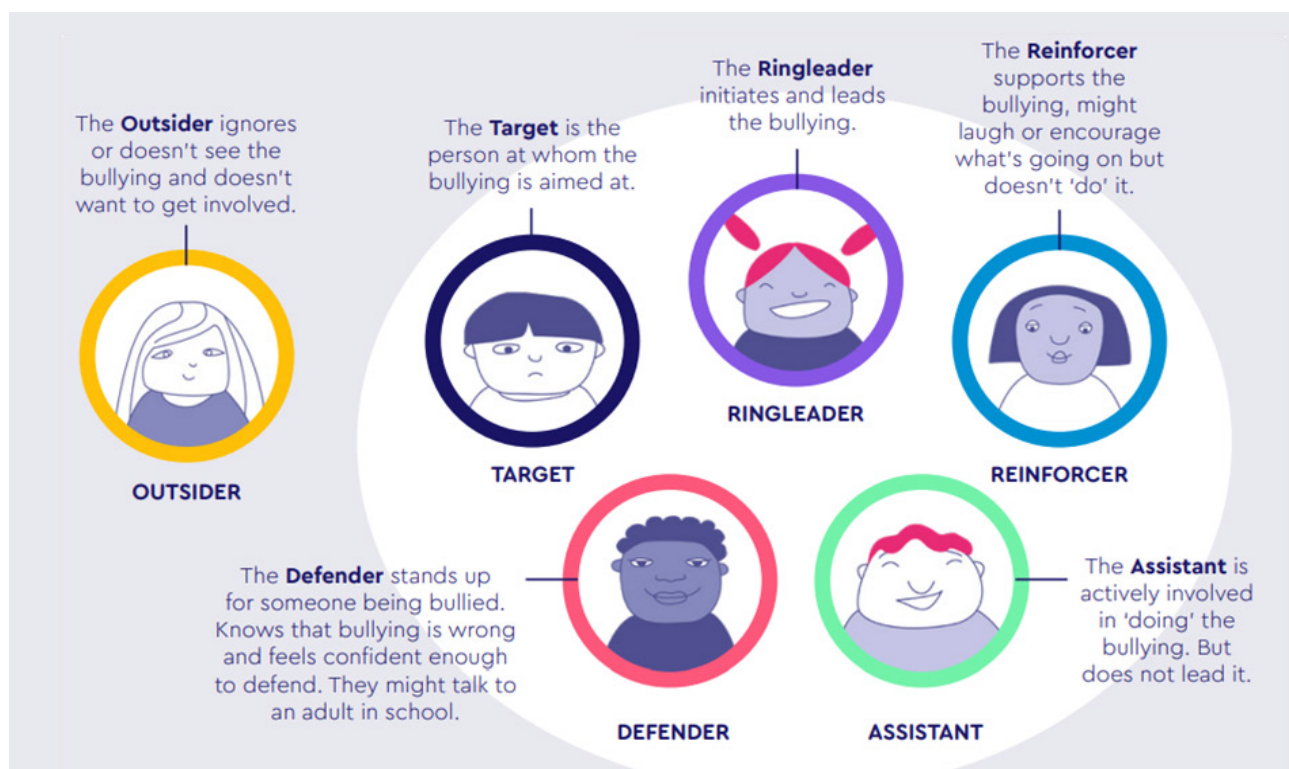 The Outsider ignores
or doesn't see the
bullying and doesn't
want to get involved.
OUTSIDER
The Target is the
person at whom the
bullying is aimed at.
TARGET
The Ringleader
initiates and leads
the bullying.
RINGLEADER
The Reinforcer
supports the
bullying, might
laugh or encourage
what's going on but
doesn't ‘do’ it.
REINFORCER
The Defender stands up
for someone being bullied.
Knows that bullying is wrong
and feels confident enough
to defend. They might talk to
an adult in school.
DEFENDER
The Assistant is
actively involved
in ‘doing’ the
bullying. But
does not lead it.
ASSISTANT